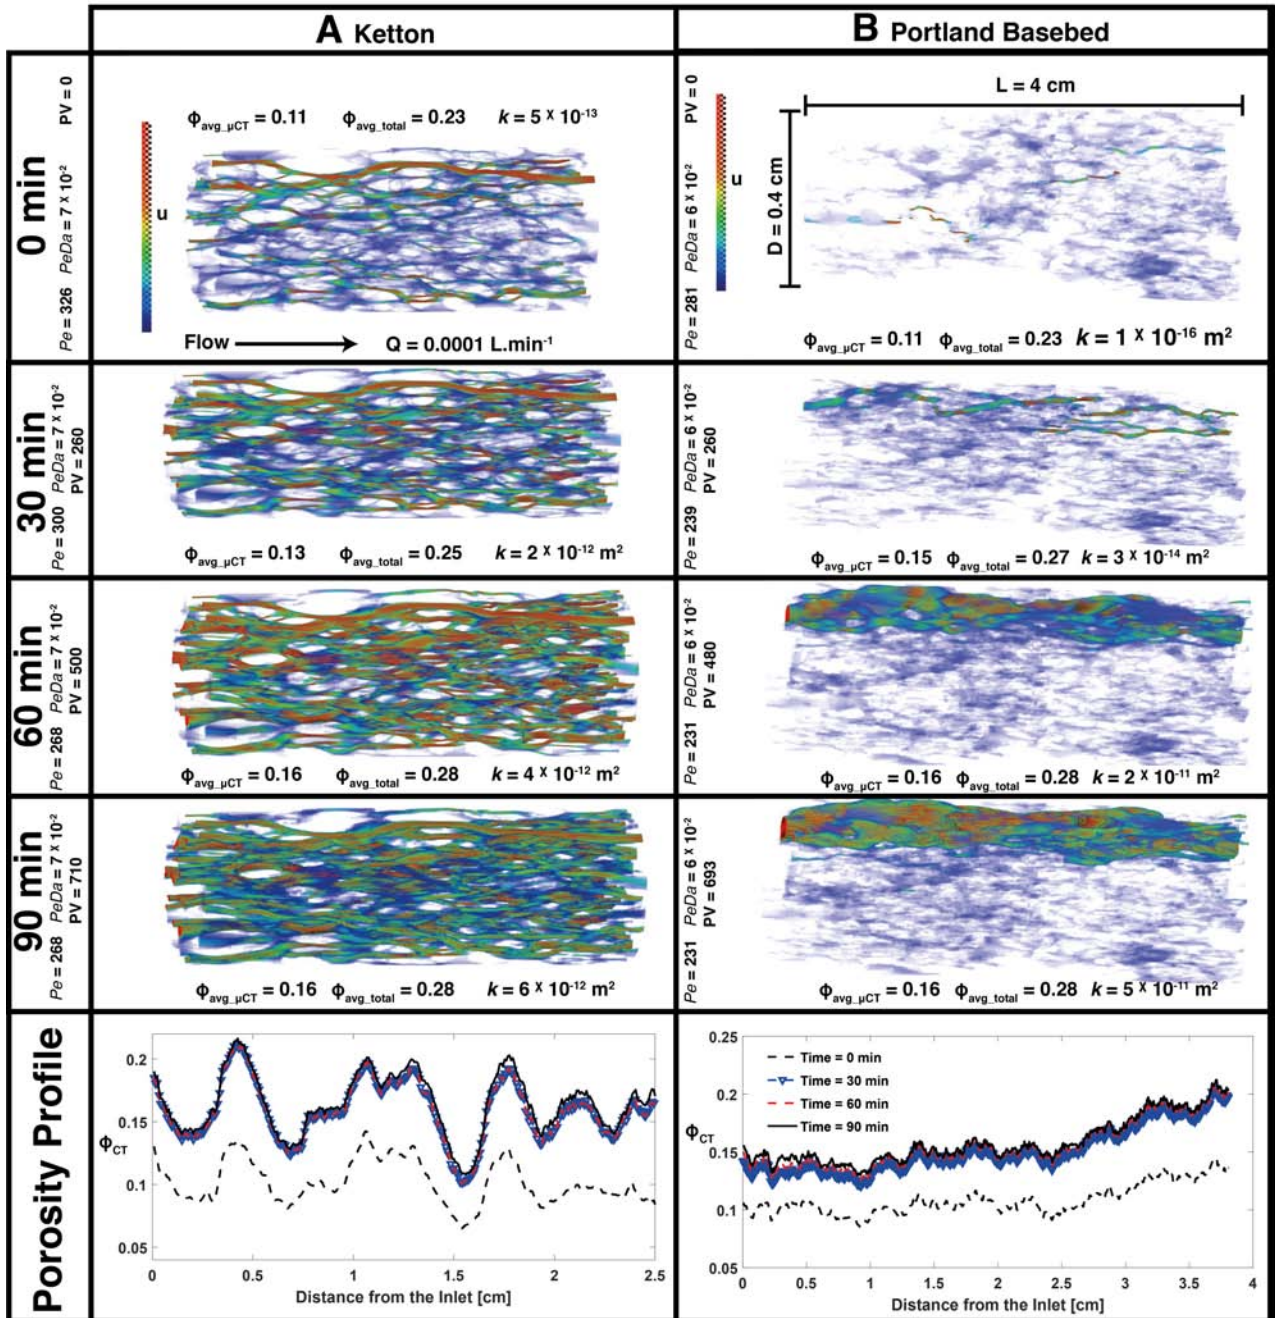 A Ketton
B Portland Basebed
0 min
Pe = 326 PeDa = 7 X 10⁻² PV = 0
Φavg_µCT = 0.11 Φavg_total = 0.23 k = 5 X 10⁻¹³
u
Flow
Q = 0.0001 L.min⁻¹
Pe = 281 PeDa = 6 X 10⁻² PV = 0
u
L = 4 cm
D = 0.4 cm
Φavg_µCT = 0.11 Φavg_total = 0.23 k = 1 X 10⁻¹⁶ m²
30 min
Pe = 300 PeDa = 7 X 10⁻²
PV = 260
Φavg_µCT = 0.13 Φavg_total = 0.25 k = 2 X 10⁻¹² m²
Pe = 239 PeDa = 6 X 10⁻²
PV = 260
Φavg_µCT = 0.15 Φavg_total = 0.27 k = 3 X 10⁻¹⁴ m²
60 min
Pe = 268 PeDa = 7 X 10⁻²
PV = 500
Φavg_µCT = 0.16 Φavg_total = 0.28 k = 4 X 10⁻¹² m²
Pe = 231 PeDa = 6 X 10⁻²
PV = 480
Φavg_µCT = 0.16 Φavg_total = 0.28 k = 2 X 10⁻¹¹ m²
90 min
Pe = 268 PeDa = 7 X 10⁻²
PV = 710
Φavg_µCT = 0.16 Φavg_total = 0.28 k = 6 X 10⁻¹² m²
Pe = 231 PeDa = 6 X 10⁻²
PV = 693
Φavg_µCT = 0.16 Φavg_total = 0.28 k = 5 X 10⁻¹¹ m²
Porosity Profile
0.2
0.15
ΦCT
0.1
0.05
0 0.5 1 1.5 2 2.5
Distance from the Inlet [cm]
0.25
0.2
ΦCT
0.15
0.1
0.05
Time = 0 min
Time = 30 min
Time = 60 min
Time = 90 min
0 0.5 1 1.5 2 2.5 3 3.5 4
Distance from the Inlet [cm]